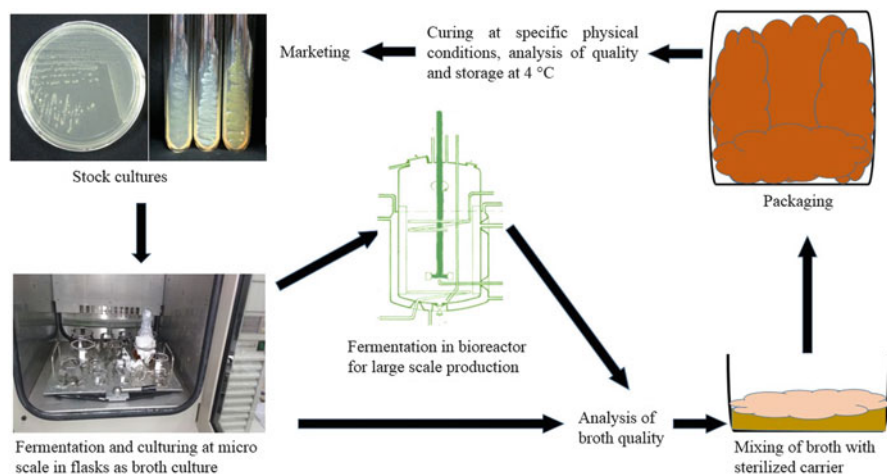 Stock cultures
Fermentation and culturing at micro
scale in flasks as broth culture
Fermentation in bioreactor
for large scale production
Analysis of
broth quality
Mixing of broth with
sterilized carrier
Packaging
Curing at specific physical
conditions, analysis of quality
and storage at 4 °C
Marketing